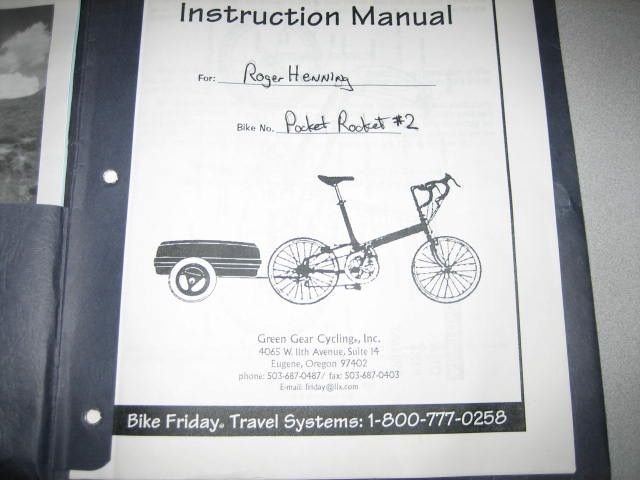 Instruction Manual
For: Roger Henning
Bike No. Pocket Rocket #2
Green Gear Cycling®, Inc.
4065 W. 11th Avenue, Suite 14
Eugene, Oregon 97402
phone: 503-687-0487/ fax: 503-687-0403
E-mail: friday@ilx.com
Bike Friday® Travel Systems: 1-800-777-0258